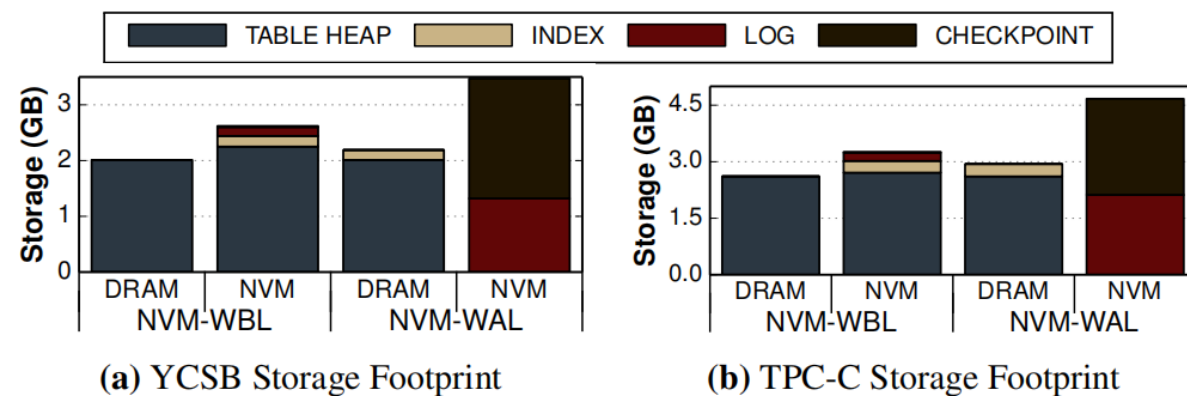 TABLE HEAP INDEX LOG CHECKPOINT
Storage (GB)
3
2
1
0
DRAM NVM DRAM NVM
NVM-WBL NVM-WAL
(a) YCSB Storage Footprint
Storage (GB)
4.5
3.0
1.5
0.0
DRAM NVM DRAM NVM
NVM-WBL NVM-WAL
(b) TPC-C Storage Footprint